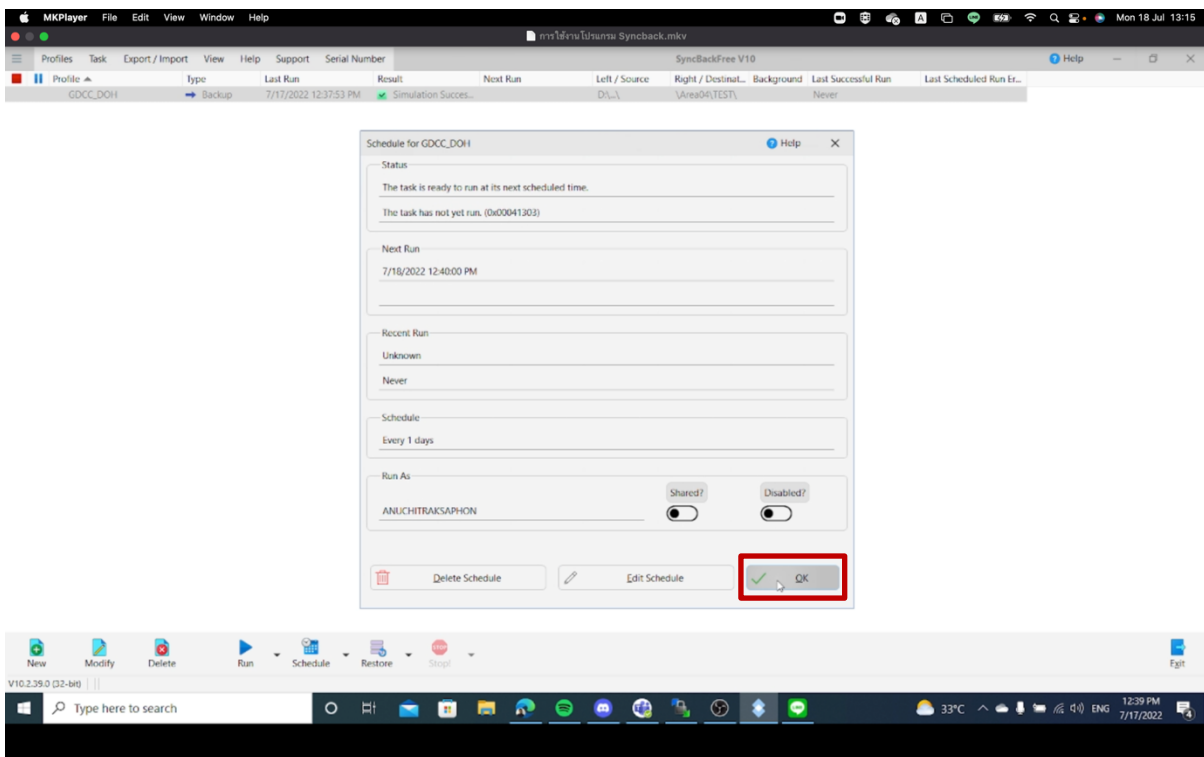 MKPlayer File Edit View Window Help Mon 18 Jul 13:15
การใช้งานโปรแกรม Syncback.mkv
Profiles Task Export / Import View Help Support Serial Number SyncBackFree V10 Help
Profile Type Last Run Result Next Run Left / Source Right / Destinat... Background Last Successful Run Last Scheduled Run Er...
GDCC_DOH Backup 7/17/2022 12:37:53 PM Simulation Succes... D:\...\ \Area04\TEST\ Never
Schedule for GDCC_DOH Help
Status
The task is ready to run at its next scheduled time.
The task has not yet run. (0x00041303)
Next Run
7/18/2022 12:40:00 PM
Recent Run
Unknown
Never
Schedule
Every 1 days
Run As
Shared? Disabled?
ANUCHITRAKSAPHON
Delete Schedule Edit Schedule OK
New Modify Delete Run Schedule Restore Stop! Exit
V10.2.39.0 (32-bit)
Type here to search 33°C ENG 12:39 PM
7/17/2022